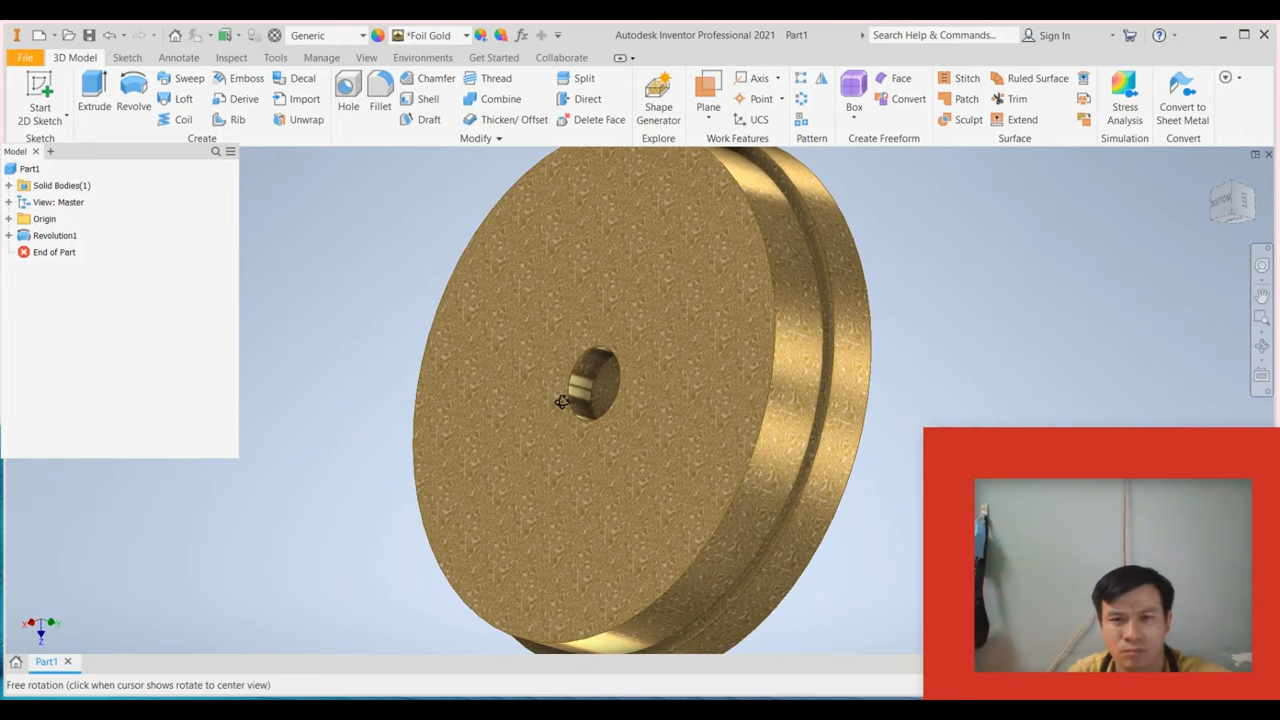 Generic *Foil Gold Autodesk Inventor Professional 2021 Part1 Search Help & Commands... Sign In
File 3D Model Sketch Annotate Inspect Tools Manage View Environments Get Started Collaborate
Start 2D Sketch
Extrude
Revolve
Sweep
Loft
Coil
Emboss
Derive
Rib
Decal
Import
Unwrap
Hole
Fillet
Chamfer
Shell
Draft
Thread
Combine
Thicken/ Offset
Split
Direct
Delete Face
Shape Generator
Plane
Axis
Point
UCS
Box
Face
Convert
Stitch
Patch
Sculpt
Ruled Surface
Trim
Extend
Stress Analysis
Convert to Sheet Metal
Sketch Create Modify Explore Work Features Pattern Create Freeform Surface Simulation Convert
Model
Part1
Solid Bodies(1)
View: Master
Origin
Revolution1
End of Part
BOTTOM LEFT
X Y
Z
Part1
Free rotation (click when cursor shows rotate to center view)